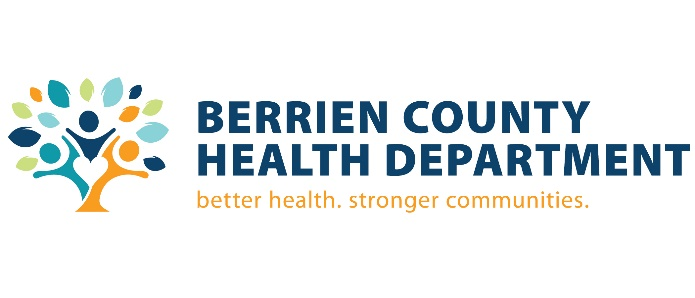 BERRIEN COUNTY
HEALTH DEPARTMENT
better health. stronger communities.